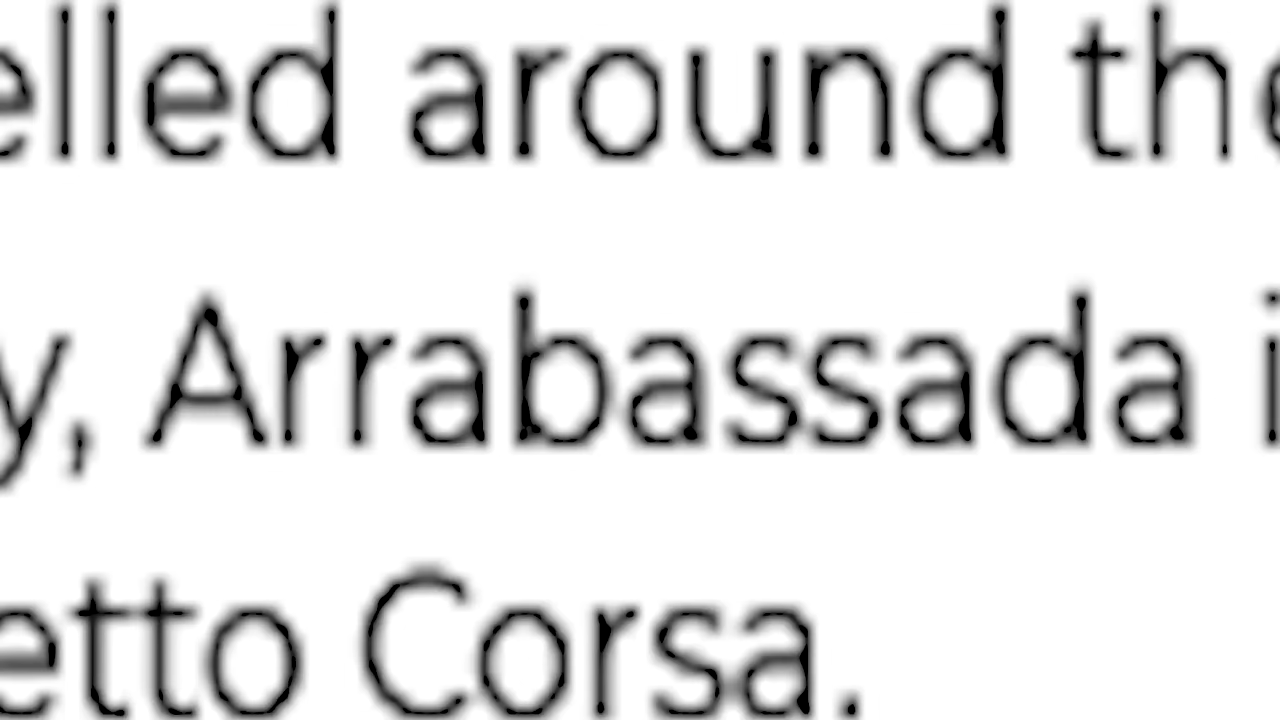 elled around the
y, Arrabassada i
etto Corsa.